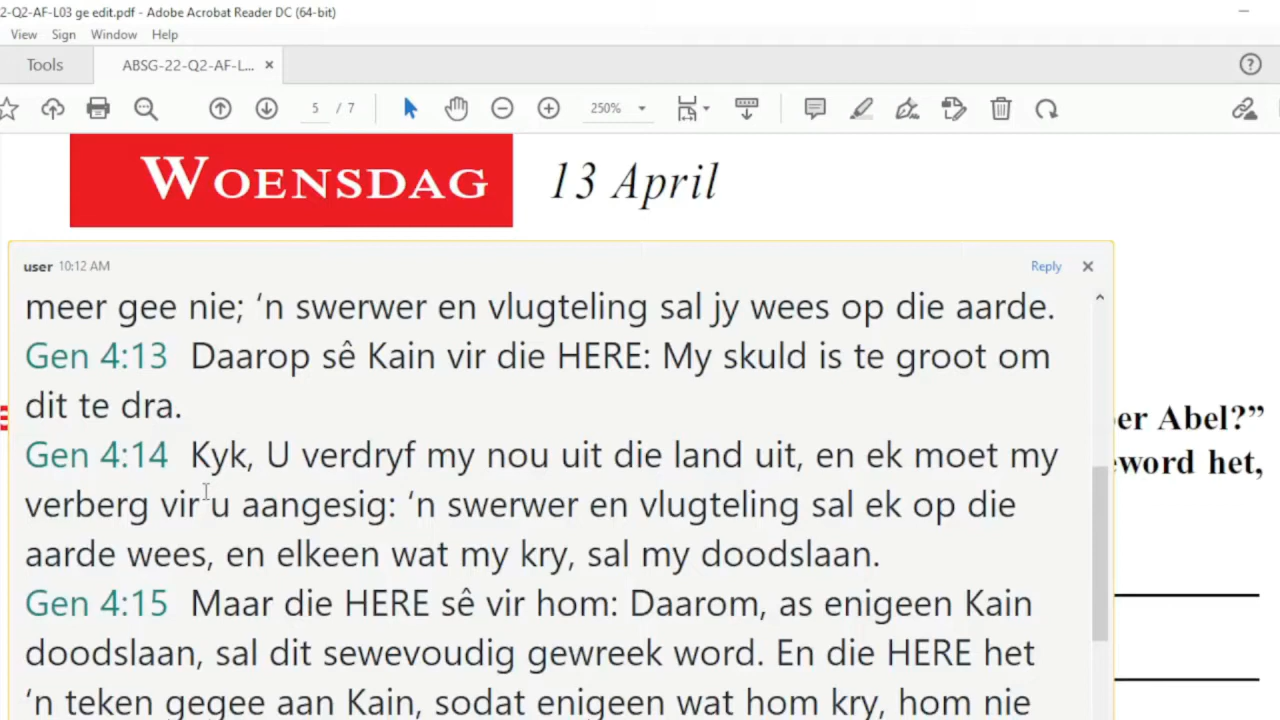 2-Q2-AF-L03 ge edit.pdf - Adobe Acrobat Reader DC (64-bit)
View Sign Window Help
Tools ABSG-22-Q2-AF-L... ×
5 / 7 250%
WOENSDAG 13 April
user 10:12 AM Reply
meer gee nie; ‘n swerwer en vlugteling sal jy wees op die aarde.
Gen 4:13 Daarop sê Kain vir die HERE: My skuld is te groot om
dit te dra.
er Abel?”
Gen 4:14 Kyk, U verdryf my nou uit die land uit, en ek moet my
eword het,
verberg vir u aangesig: ‘n swerwer en vlugteling sal ek op die
aarde wees, en elkeen wat my kry, sal my doodslaan.
Gen 4:15 Maar die HERE sê vir hom: Daarom, as enigeen Kain
doodslaan, sal dit sewevoudig gewreek word. En die HERE het
‘n teken gegee aan Kain, sodat enigeen wat hom kry, hom nie